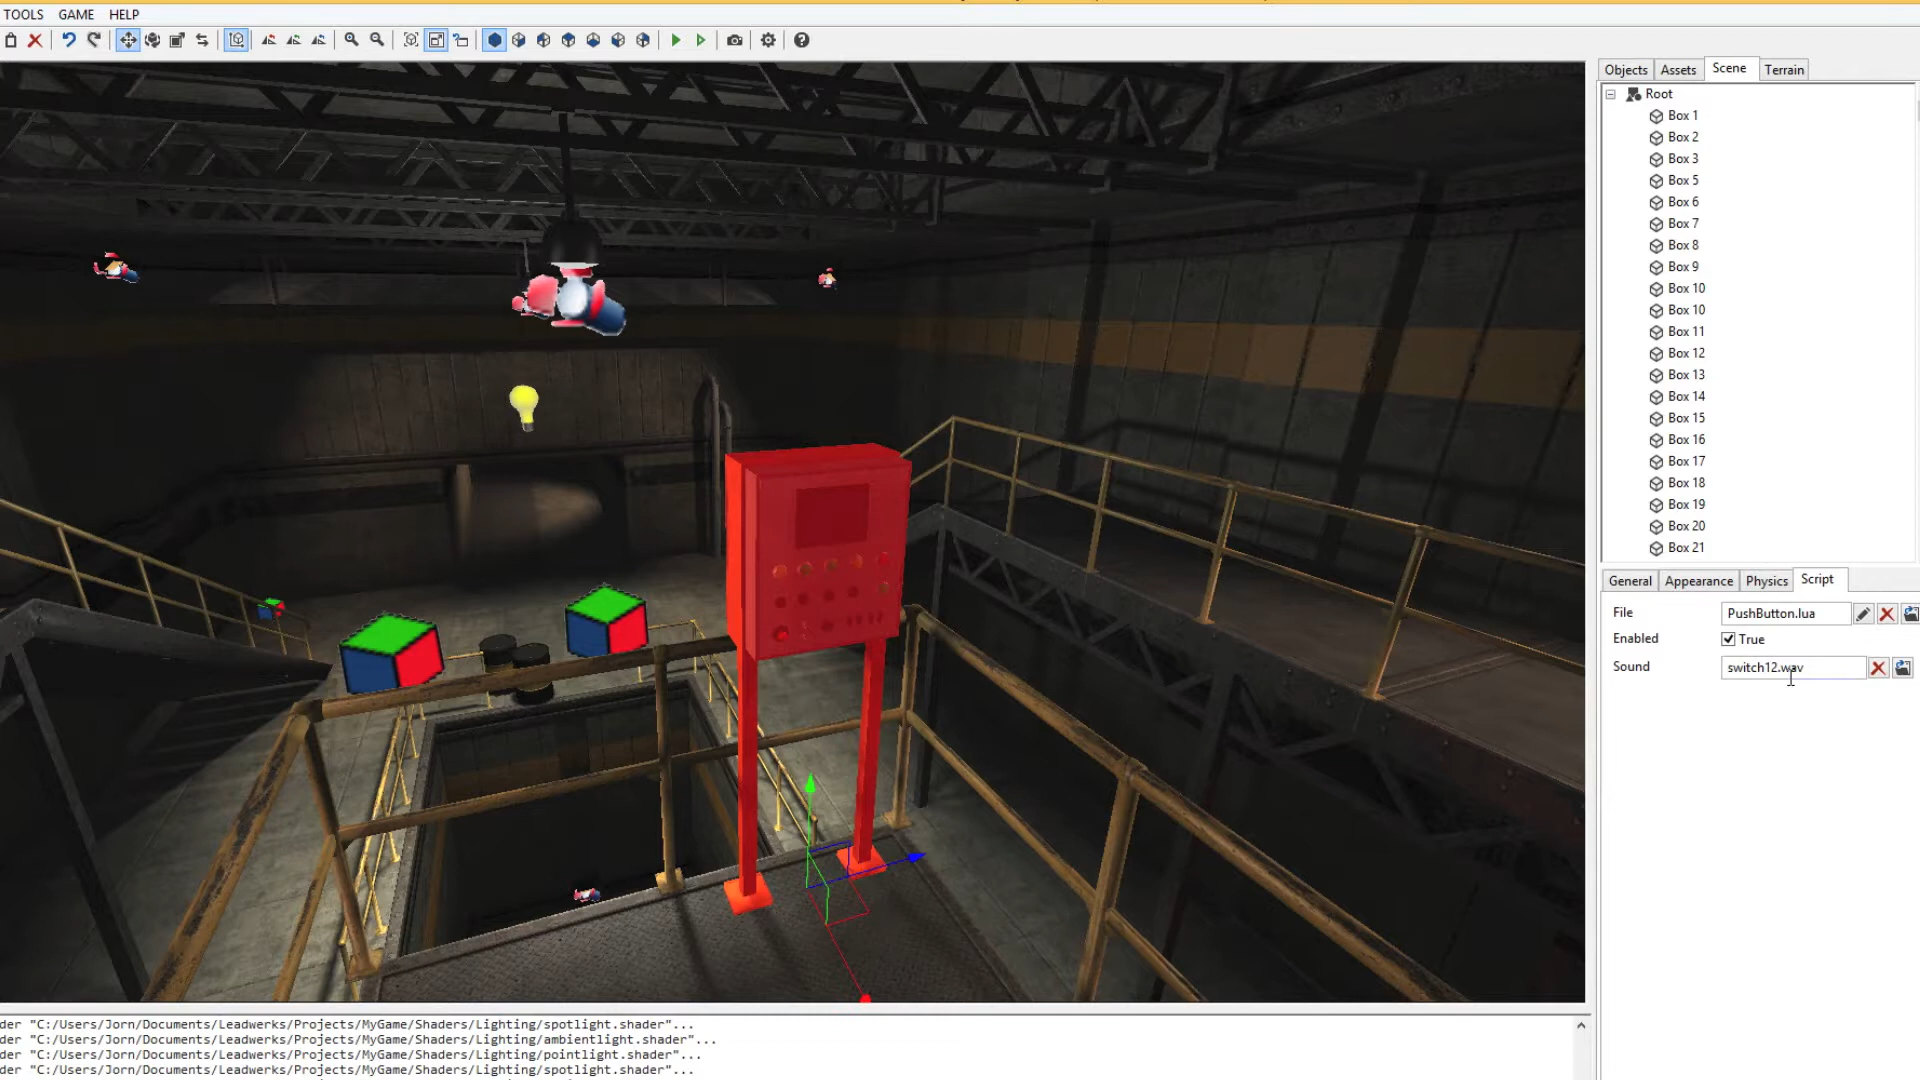 TOOLS GAME HELP
Objects Assets Scene Terrain
Root
Box 1
Box 2
Box 3
Box 5
Box 6
Box 7
Box 8
Box 9
Box 10
Box 10
Box 11
Box 12
Box 13
Box 14
Box 15
Box 16
Box 17
Box 18
Box 19
Box 20
Box 21
General Appearance Physics Script
File PushButton.lua
Enabled True
Sound switch12.wav
der "C:/Users/Jorn/Documents/Leadwerks/Projects/MyGame/Shaders/Lighting/spotlight.shader"...
der "C:/Users/Jorn/Documents/Leadwerks/Projects/MyGame/Shaders/Lighting/ambientlight.shader"...
der "C:/Users/Jorn/Documents/Leadwerks/Projects/MyGame/Shaders/Lighting/pointlight.shader"...
der "C:/Users/Jorn/Documents/Leadwerks/Projects/MyGame/Shaders/Lighting/spotlight.shader"...